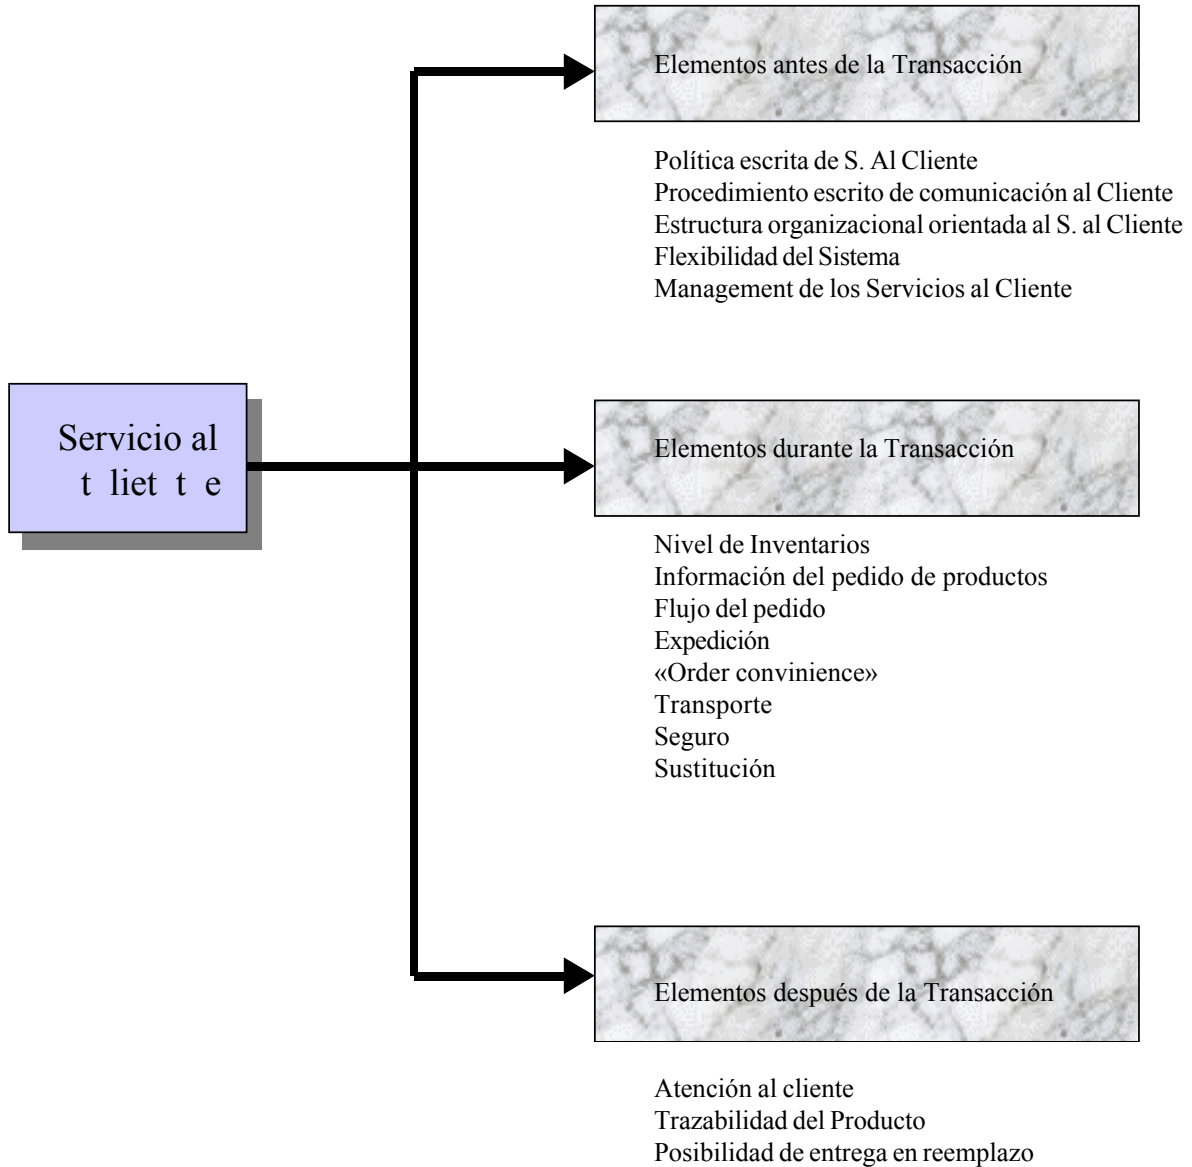 Elementos antes de la Transacción
Política escrita de S. Al Cliente
Procedimiento escrito de comunicación al Cliente
Estructura organizacional orientada al S. al Cliente
Flexibilidad del Sistema
Management de los Servicios al Cliente
Servicio al
t liet t e
Elementos durante la Transacción
Nivel de Inventarios
Información del pedido de productos
Flujo del pedido
Expedición
«Order convinience»
Transporte
Seguro
Sustitución
Elementos después de la Transacción
Atención al cliente
Trazabilidad del Producto
Posibilidad de entrega en reemplazo